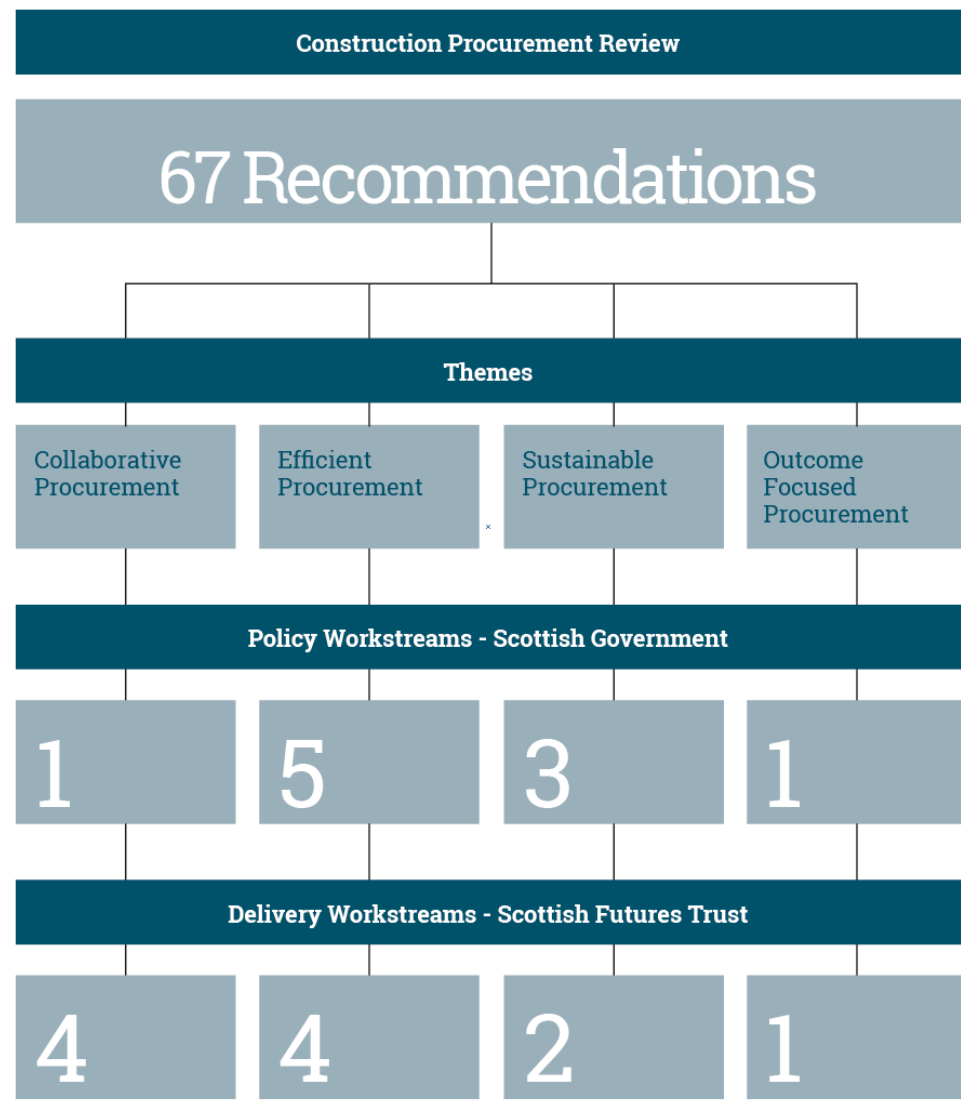 Construction Procurement Review
67 Recommendations
Themes
Collaborative
Procurement
Efficient
Procurement
Sustainable
Procurement
Outcome
Focused
Procurement
Policy Workstreams - Scottish Government
1
5
3
1
Delivery Workstreams - Scottish Futures Trust
4
4
2
1